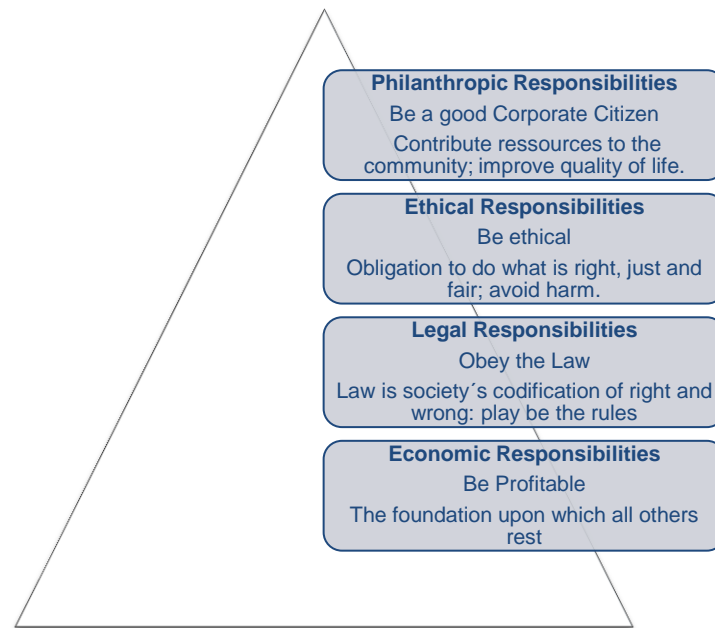 Philanthropic Responsibilities
Be a good Corporate Citizen
Contribute ressources to the
community; improve quality of life.
Ethical Responsibilities
Be ethical
Obligation to do what is right, just and
fair; avoid harm.
Legal Responsibilities
Obey the Law
Law is society´s codification of right and
wrong: play be the rules
Economic Responsibilities
Be Profitable
The foundation upon which all others
rest